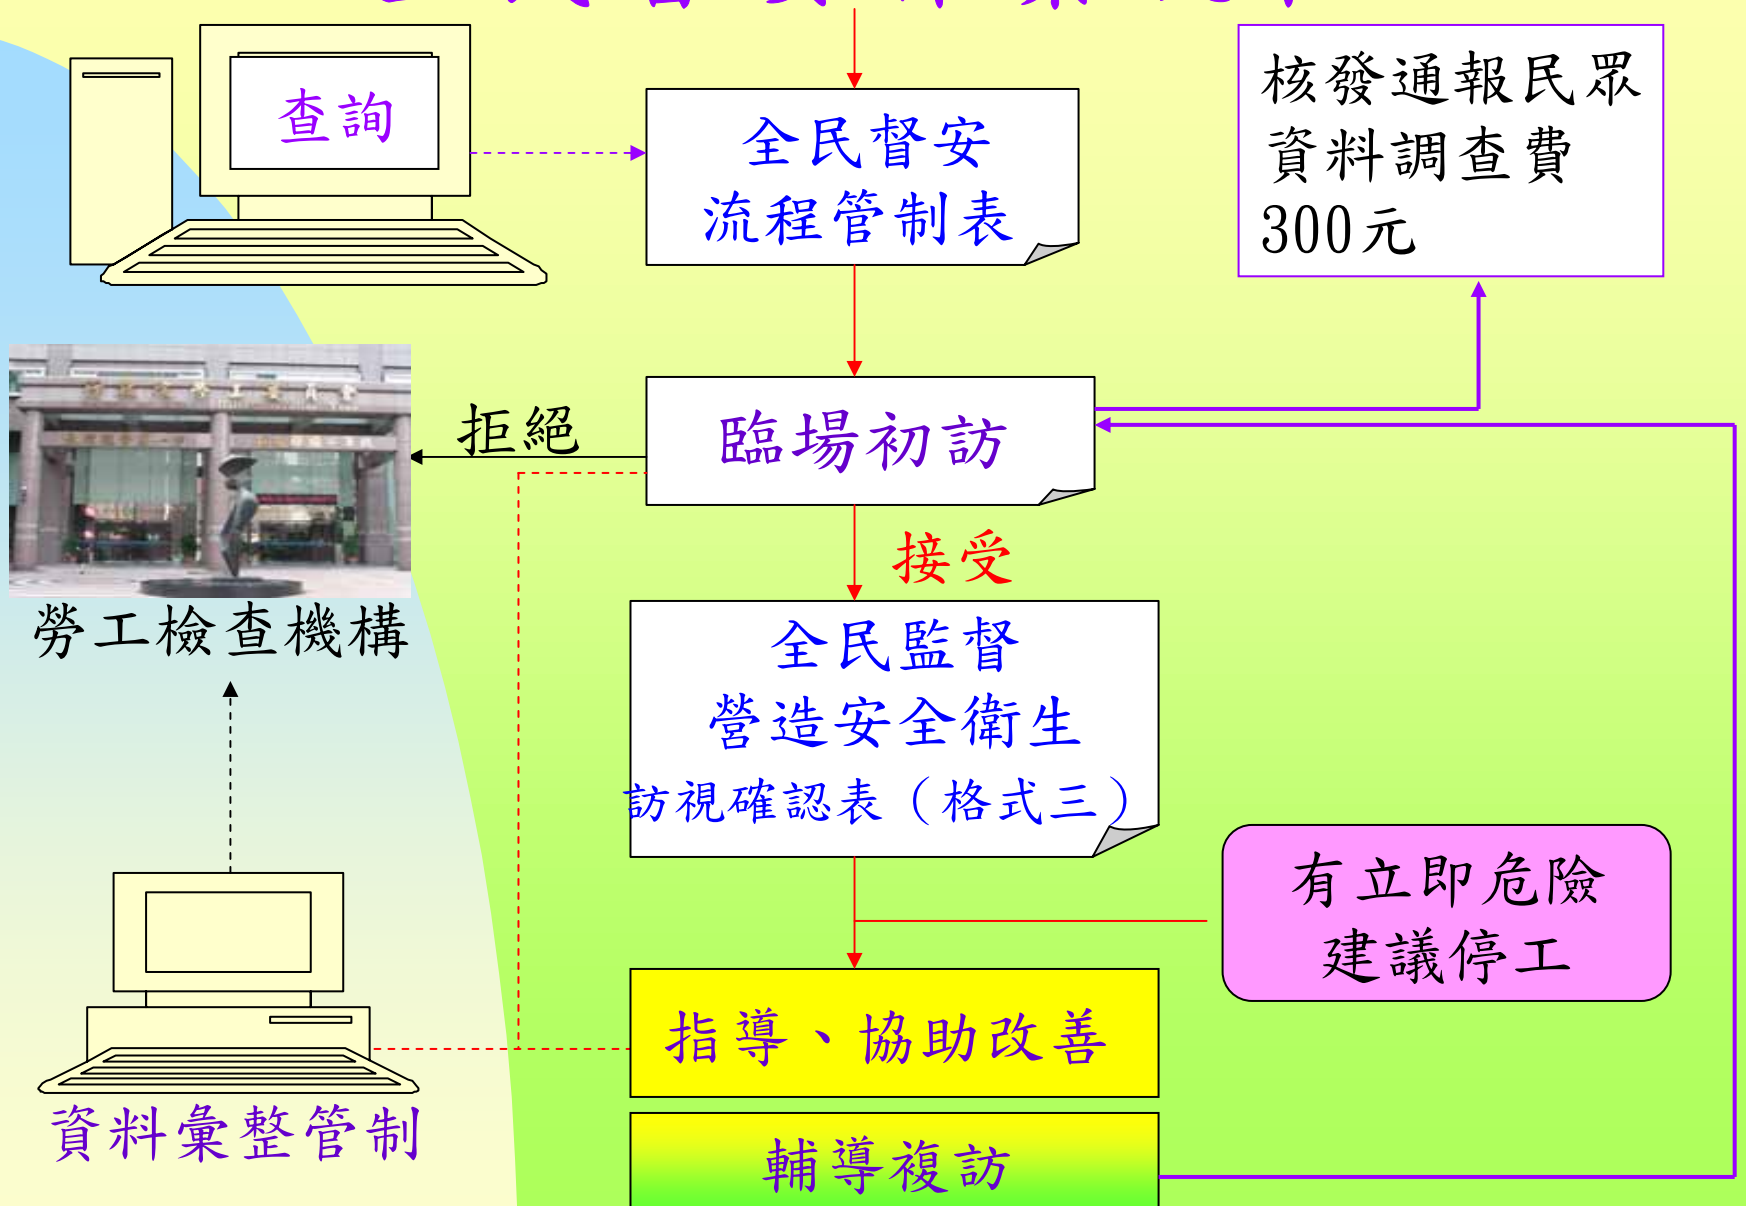 查詢
全民督安
流程管制表
核發通報民眾
資料調查費
300元
拒絕
臨場初訪
接受
勞工檢查機構
全民監督
營造安全衛生
訪視確認表（格式三）
有立即危險
建議停工
指導、協助改善
資料彙整管制
輔導複訪